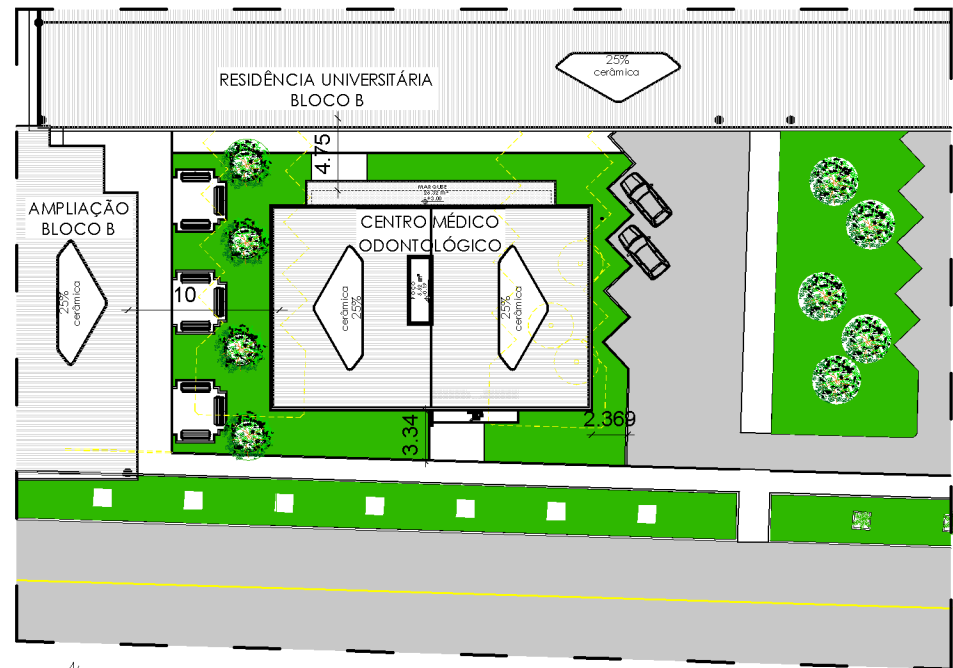 25%
cerâmica
RESIDÊNCIA UNIVERSITÁRIA
BLOCO B
4.75
MARQUISE
AMPLIAÇÃO
BLOCO B
CENTRO MÉDICO
ODONTOLÓGICO
25%
cerâmica
10
cerâmica
25%
25%
cerâmica
3.34
2.369